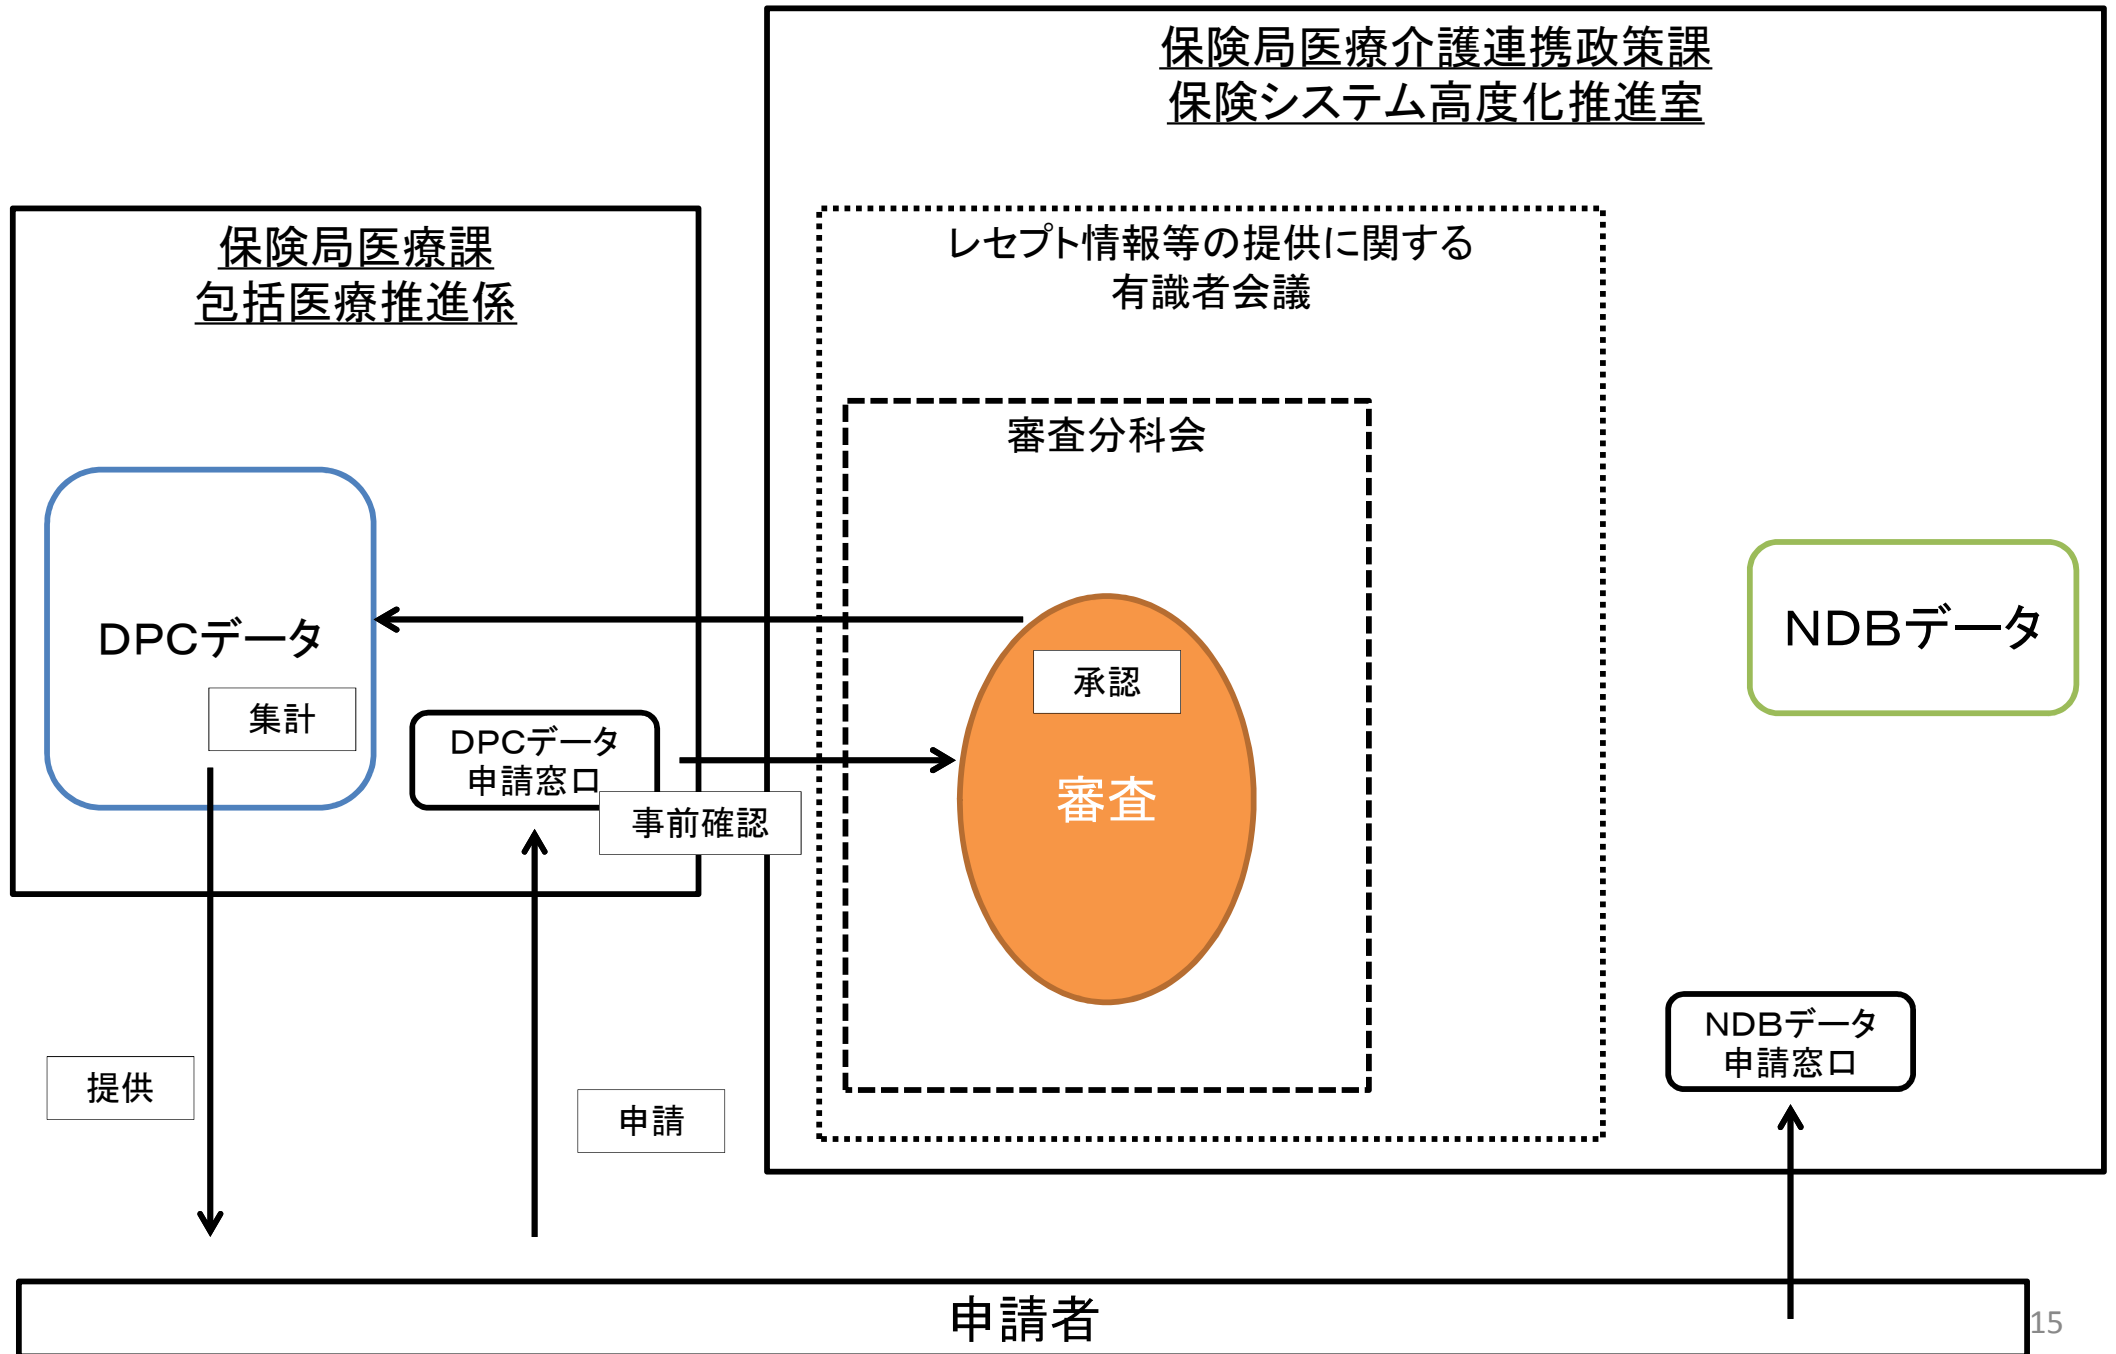 保険局医療介護連携政策課
保険システム高度化推進室
保険局医療課
包括医療推進係
レセプト情報等の提供に関する
有識者会議
審査分科会
DPCデータ
集計
DPCデータ
申請窓口
事前確認
承認
審査
NDBデータ
NDBデータ
申請窓口
提供
申請
申請者
15